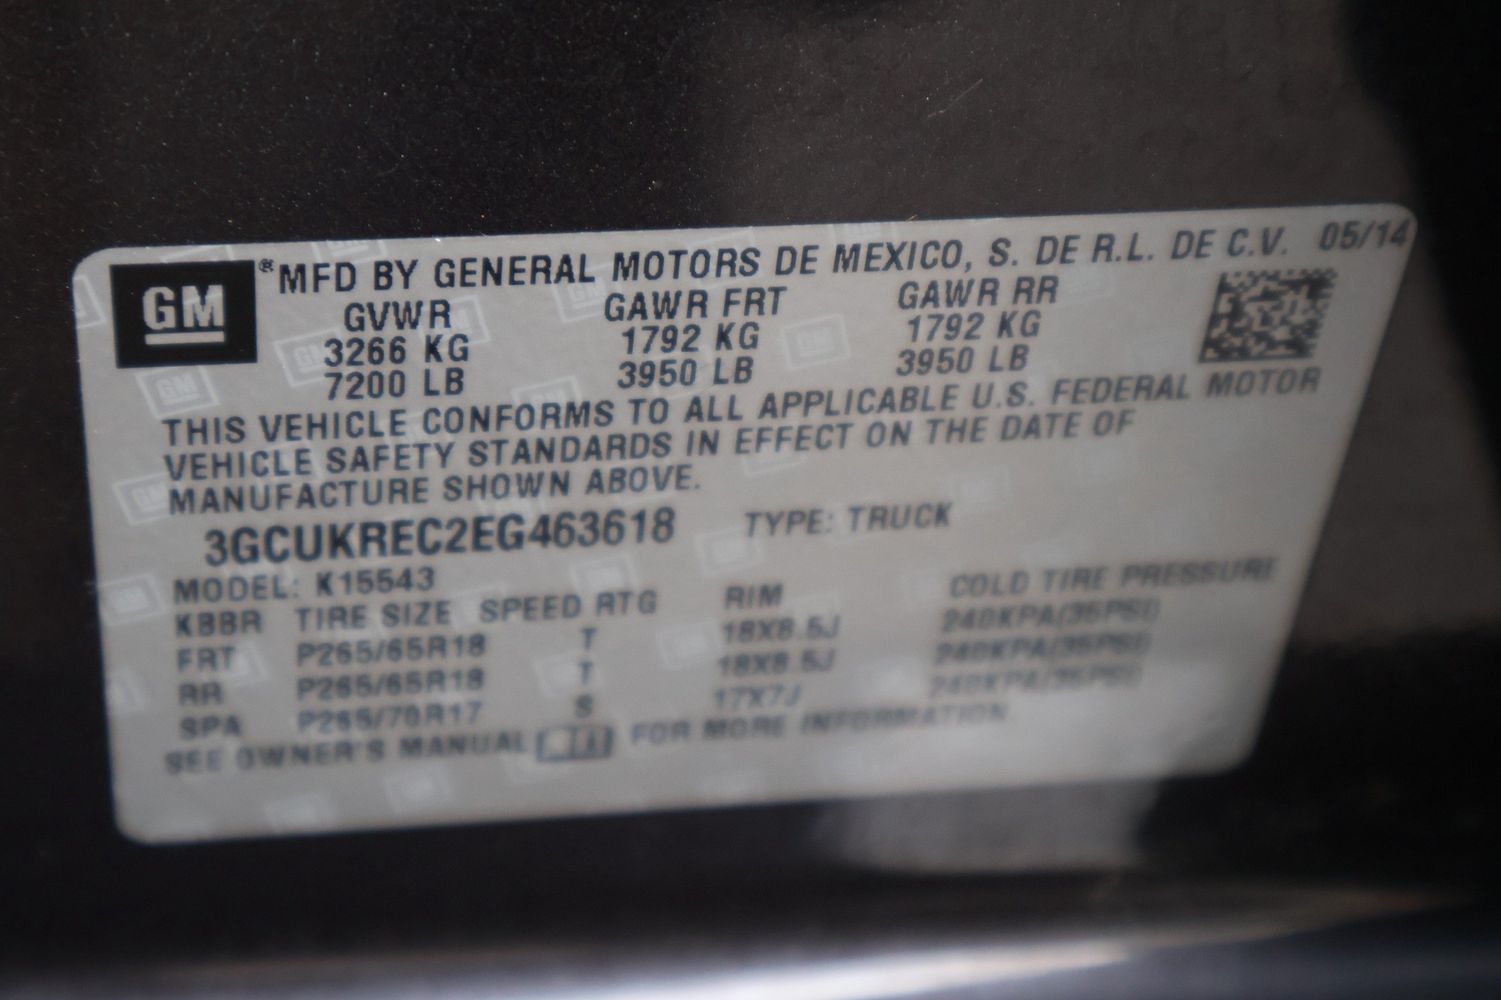 GM ® MFD BY GENERAL MOTORS DE MEXICO, S. DE R.L. DE C.V. 05/14
GVWR GAWR FRT GAWR RR
3266 KG 1792 KG 1792 KG
7200 LB 3950 LB 3950 LB
THIS VEHICLE CONFORMS TO ALL APPLICABLE U.S. FEDERAL MOTOR
VEHICLE SAFETY STANDARDS IN EFFECT ON THE DATE OF
MANUFACTURE SHOWN ABOVE.
3GCUKREC2EG463618 TYPE: TRUCK
MODEL: K15543
KBBR TIRE SIZE SPEED RTG RIM COLD TIRE PRESSURE
FRT P265/65R18 T 18X8.5J 240KPA(35PSI)
RR P265/65R18 T 18X8.5J 240KPA(35PSI)
SPA P265/70R17 S 17X7J 240KPA(35PSI)
SEE OWNER'S MANUAL FOR MORE INFORMATION.